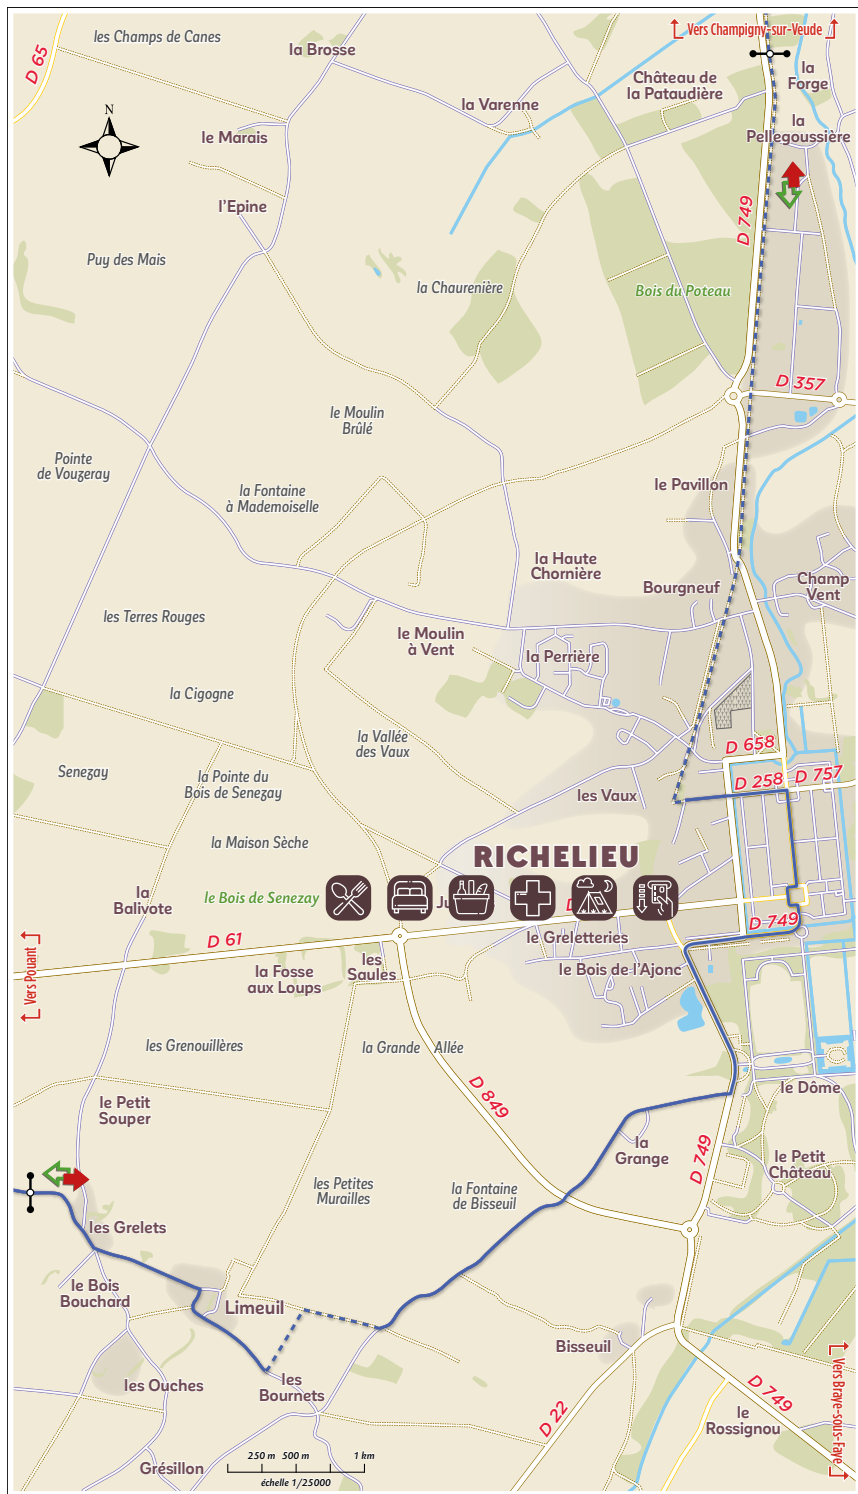 les Champs de Canes
la Brosse
Vers Champigny-sur-Veude
D 65
la
Forge
Château de
la Pataudière
la Varenne
N
la
Pellegoussière
le Marais
l'Epine
D 749
Puy des Mais
la Chaurenière
Bois du Poteau
D 357
le Moulin
Brûlé
Pointe
de Vouzeray
la Fontaine
à Mademoiselle
le Pavillon
la Haute
Chornière
Bourgneuf
Champ
Vent
les Terres Rouges
le Moulin
à Vent
la Perrière
la Cigogne
la Vallée
des Vaux
D 658
Senezay
la Pointe du
Bois de Senezay
D 258
D 757
les Vaux
la Maison Sèche
RICHELIEU
la
Balivote
le Bois de Senezay
Ju
D
D 749
D 61
le Greletteries
la Fosse
aux Loups
les
Saules
le Bois de l'Ajonc
Vers Pouant
les Grenouillères
la Grande Allée
D 849
le Dôme
le Petit
Souper
la
Grange
D 749
le Petit
Château
les Petites
Murailles
la Fontaine
de Bisseuil
les Grelets
le Bois
Bouchard
Limeuil
Bisseuil
Vers Braye-sous-Faye
les Ouches
les
Bournets
D 749
D 22
le
Rossignou
Grésillon
250 m 500 m 1 km
échelle 1/25000